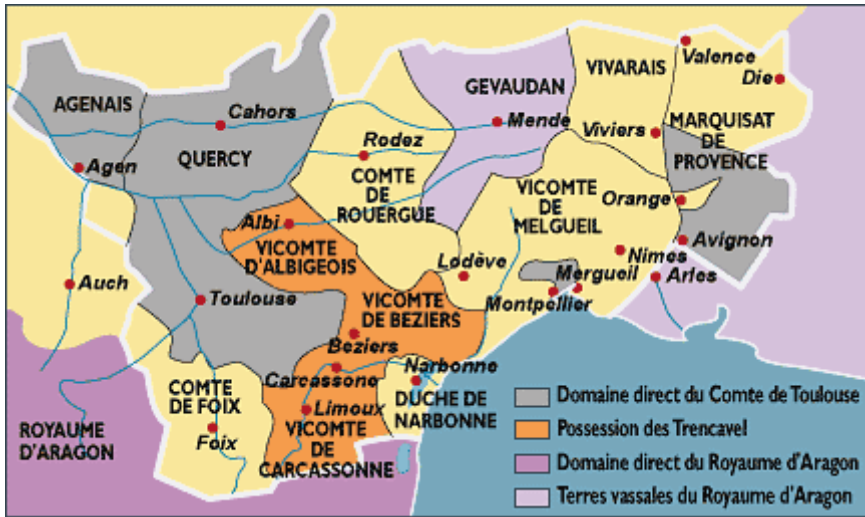 Valence
Die
VIVARAIS
GEVAUDAN
AGENAIS
Cahors
Mende
MARQUISAT
DE
PROVENCE
Viviers
Rodez
QUERCY
Agen
COMTE
DE
ROUERGUE
VICOMTE
DE
MELGUEIL
Orange
Albi
VICOMTE
D'ALBIGEOIS
Avignon
Nimes
Lodève
Mergueil
Arles
Auch
Toulouse
Montpellier
VICOMTE
DE BEZIERS
Beziers
Narbonne
Carcassone
COMTE
DE FOIX
DUCHE DE
NARBONNE
Limoux
ROYAUME
D'ARAGON
Foix
VICOMTE
DE
CARCASSONNE
Domaine direct du Comte de Toulouse
Possession des Trencavel
Domaine direct du Royaume d'Aragon
Terres vassales du Royaume d'Aragon